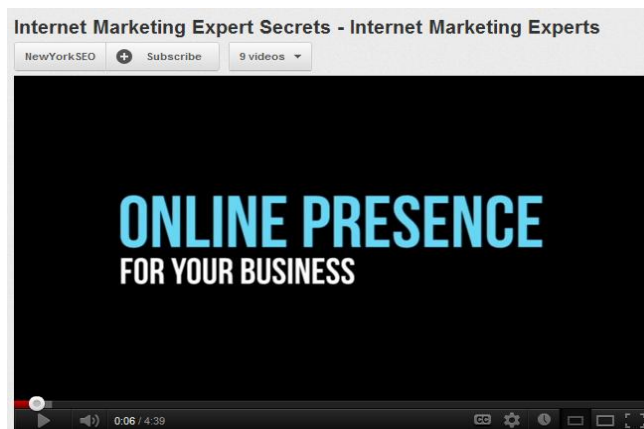 Internet Marketing Expert Secrets - Internet Marketing Experts
NewYorkSEO Subscribe 9 videos
ONLINE PRESENCE
FOR YOUR BUSINESS
0:06 / 4:39 CC